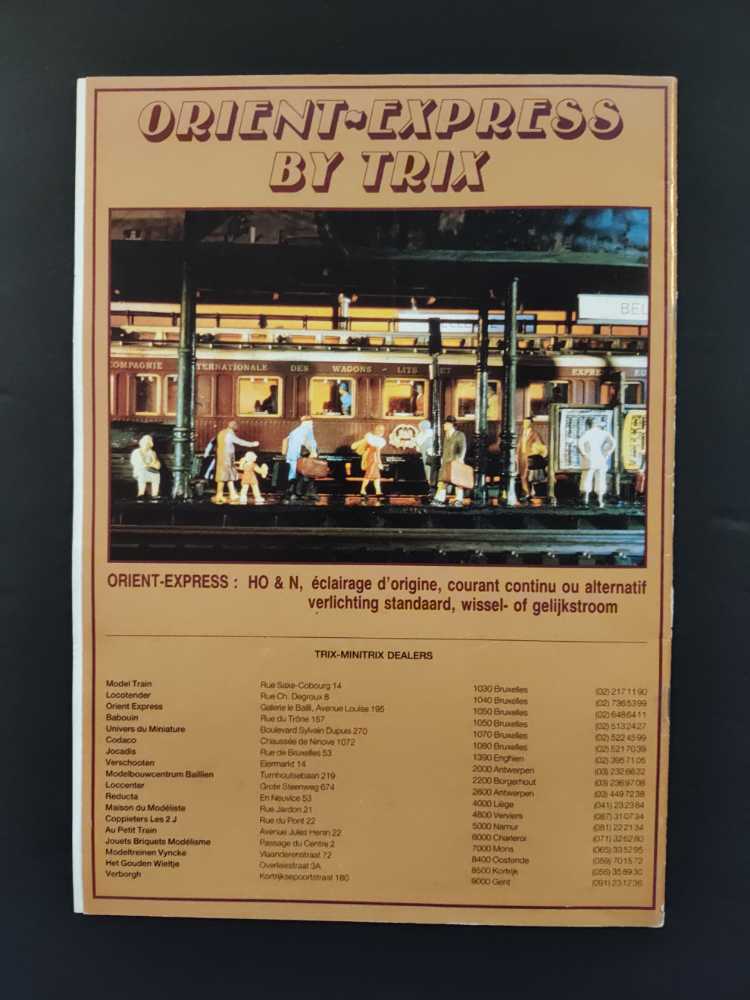 ORIENT-EXPRESS
BY TRIX
BEL
COMPAGNIE INTERNATIONALE DES WAGONS-LITS ET EXPRE EU
ORIENT-EXPRESS : HO & N, éclairage d'origine, courant continu ou alternatif
verlichting standaard, wissel- of gelijkstroom
TRIX-MINITRIX DEALERS
Model Train Rue Saxe-Cobourg 14 1030 Bruxelles (02) 217 11 90
Locotender Rue Ch. Degroux 8 1040 Bruxelles (02) 736 53 99
Orient Express Galerie le Bailli, Avenue Louise 195 1050 Bruxelles (02) 648 64 11
Babouin Rue du Trône 157 1050 Bruxelles (02) 513 24 27
Univers du Miniature Boulevard Sylvain Dupuis 270 1070 Bruxelles (02) 522 45 99
Codaco Chaussée de Ninove 1072 1080 Bruxelles (02) 521 70 39
Jocadis Rue de Bruxelles 53 1390 Enghien (02) 395 71 05
Verschooten Eiermarkt 14 2000 Antwerpen (03) 232 66 32
Modelbouwcentrum Baillien Turnhoutsebaan 219 2200 Borgerhout (03) 236 97 08
Loccenter Grote Steenweg 674 2600 Antwerpen (03) 449 72 38
Reducta En Neuvice 53 4000 Liège (041) 23 23 84
Maison du Modéliste Rue Jardon 21 4800 Verviers (087) 31 07 34
Coppieters Les 2 J Rue du Pont 22 5000 Namur (081) 22 21 34
Au Petit Train Avenue Jules Henin 22 6000 Charleroi (071) 32 62 80
Jouets Briquete Modélisme Passage du Centre 2 7000 Mons (065) 33 52 95
Modeltreinen Vyncke Vlaanderenstraat 72 8400 Oostende (059) 70 15 72
Het Gouden Wieltje Overleiestraat 3A 8500 Kortrijk (056) 35 89 30
Verborgh Kortrijksepoortstraat 180 9000 Gent (091) 23 12 36